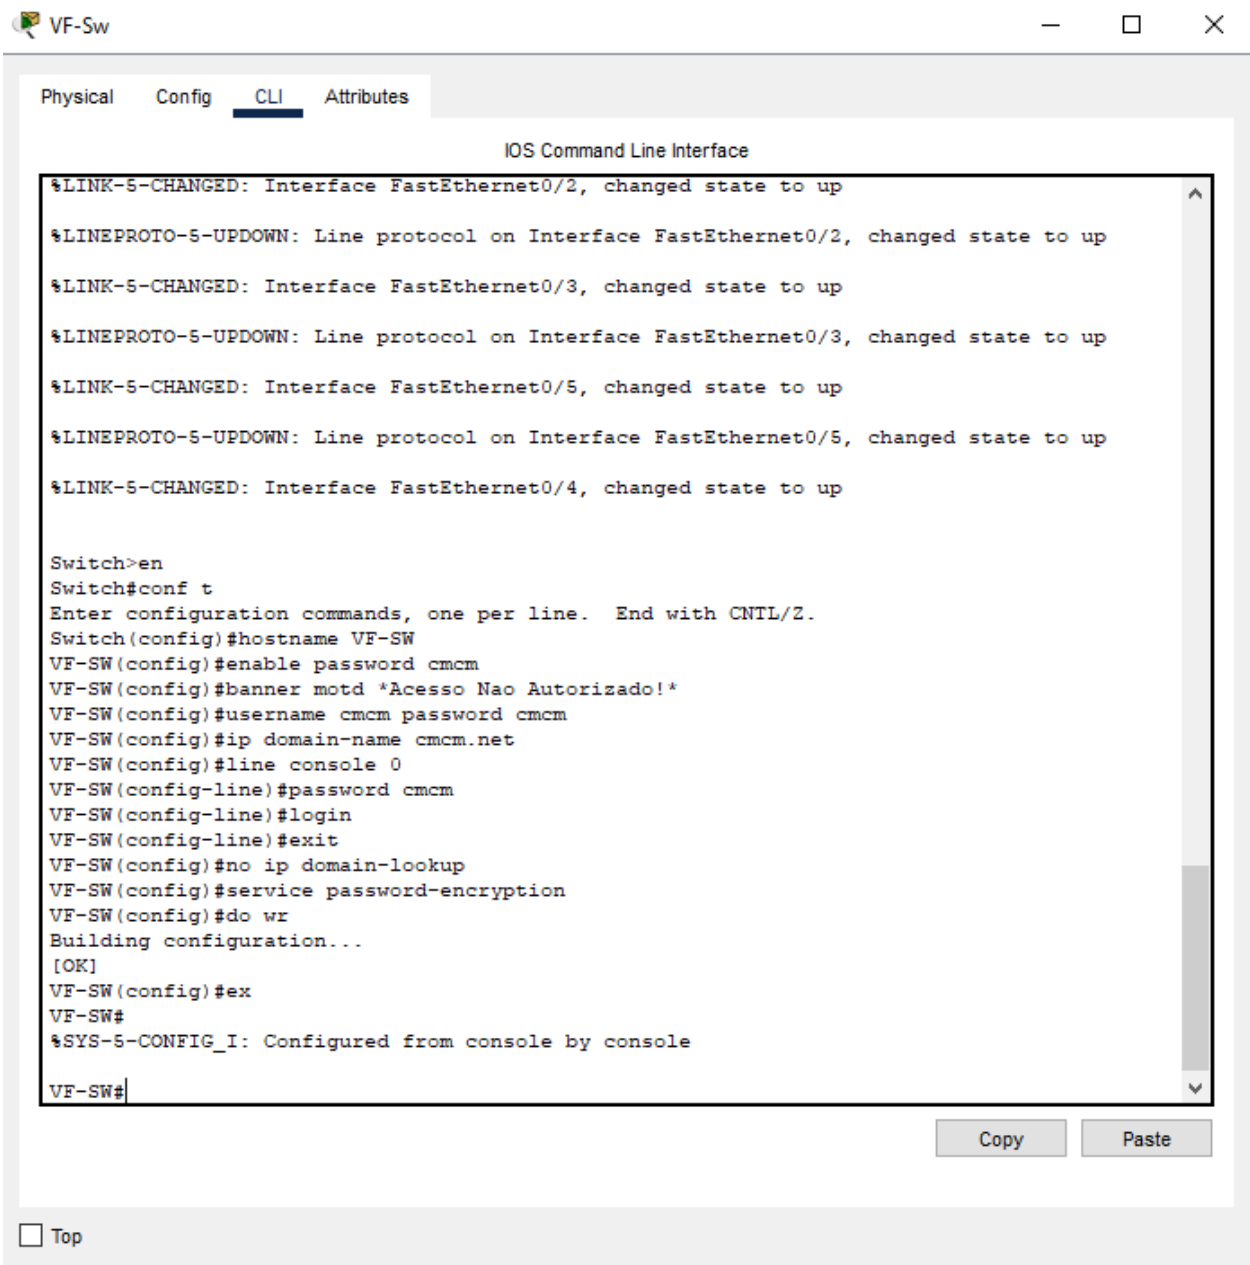 VF-Sw
Physical Config CLI Attributes
IOS Command Line Interface
%LINK-5-CHANGED: Interface FastEthernet0/2, changed state to up
%LINEPROTO-5-UPDOWN: Line protocol on Interface FastEthernet0/2, changed state to up
%LINK-5-CHANGED: Interface FastEthernet0/3, changed state to up
%LINEPROTO-5-UPDOWN: Line protocol on Interface FastEthernet0/3, changed state to up
%LINK-5-CHANGED: Interface FastEthernet0/5, changed state to up
%LINEPROTO-5-UPDOWN: Line protocol on Interface FastEthernet0/5, changed state to up
%LINK-5-CHANGED: Interface FastEthernet0/4, changed state to up
Switch>en
Switch#conf t
Enter configuration commands, one per line.  End with CNTL/Z.
Switch(config)#hostname VF-SW
VF-SW(config)#enable password cmcm
VF-SW(config)#banner motd *Acesso Nao Autorizado!*
VF-SW(config)#username cmcm password cmcm
VF-SW(config)#ip domain-name cmcm.net
VF-SW(config)#line console 0
VF-SW(config-line)#password cmcm
VF-SW(config-line)#login
VF-SW(config-line)#exit
VF-SW(config)#no ip domain-lookup
VF-SW(config)#service password-encryption
VF-SW(config)#do wr
Building configuration...
[OK]
VF-SW(config)#ex
VF-SW#
%SYS-5-CONFIG_I: Configured from console by console
VF-SW#
Copy Paste
Top